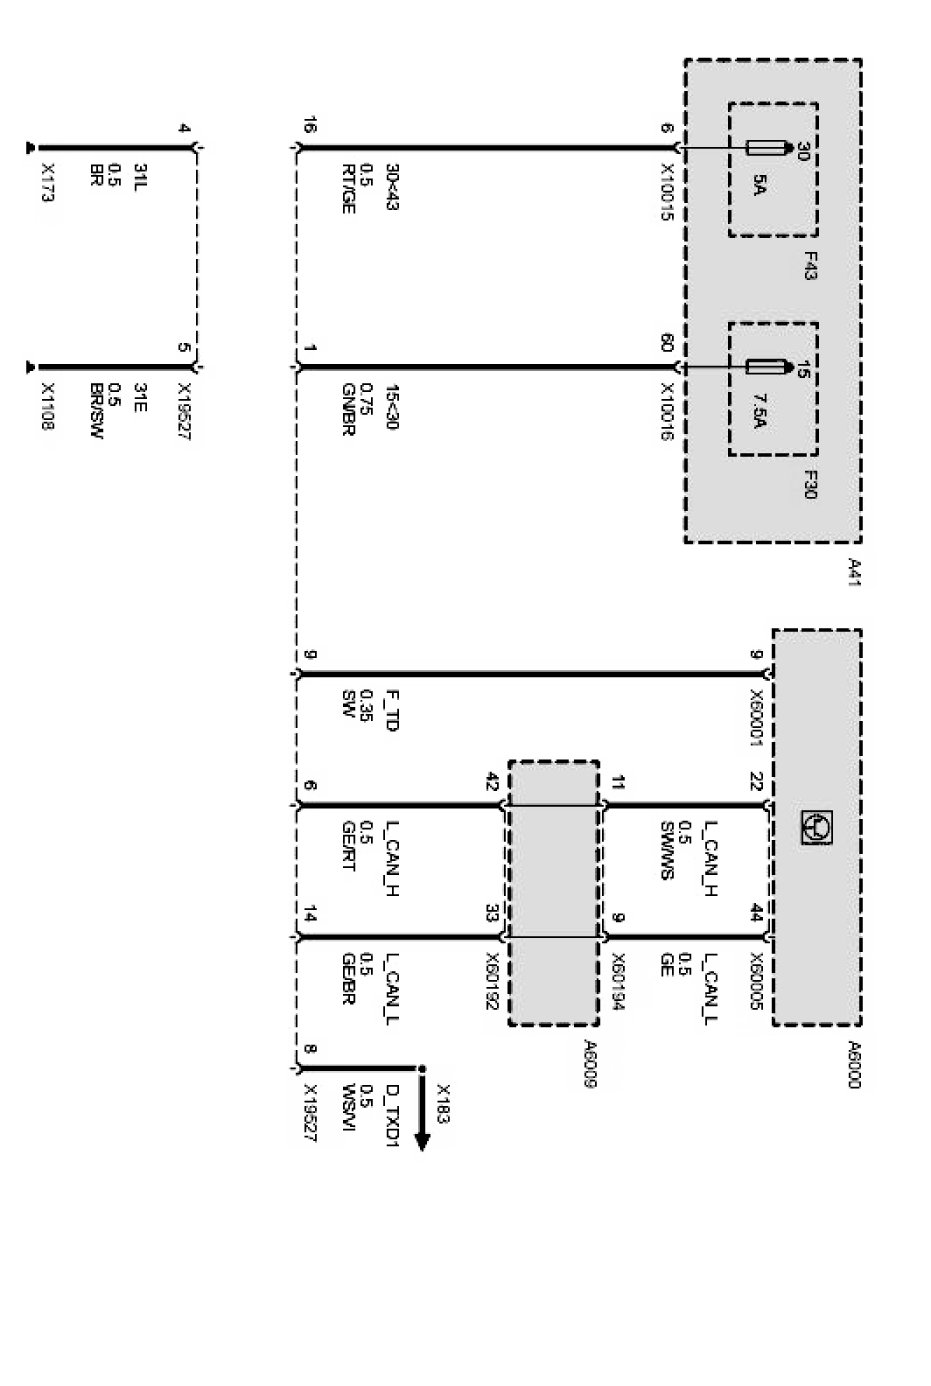 A41
F43
30
5A
F30
15
7.5A
A6000
6
X10015
60
X10016
9
X60001
22
44
X60005
L_CAN_H
0.5
SW/WS
L_CAN_L
0.5
GE
11
9
X60194
A6009
42
33
X60192
X183
30<43
0.5
RT/GE
15<30
0.75
GN/BR
F_TD
0.35
SW
L_CAN_H
0.5
GE/RT
L_CAN_L
0.5
GE/BR
D_TXD1
0.5
WS/VI
16
1
9
6
14
8
X19527
4
5
X19527
31L
0.5
BR
31E
0.5
BR/SW
X173
X1108